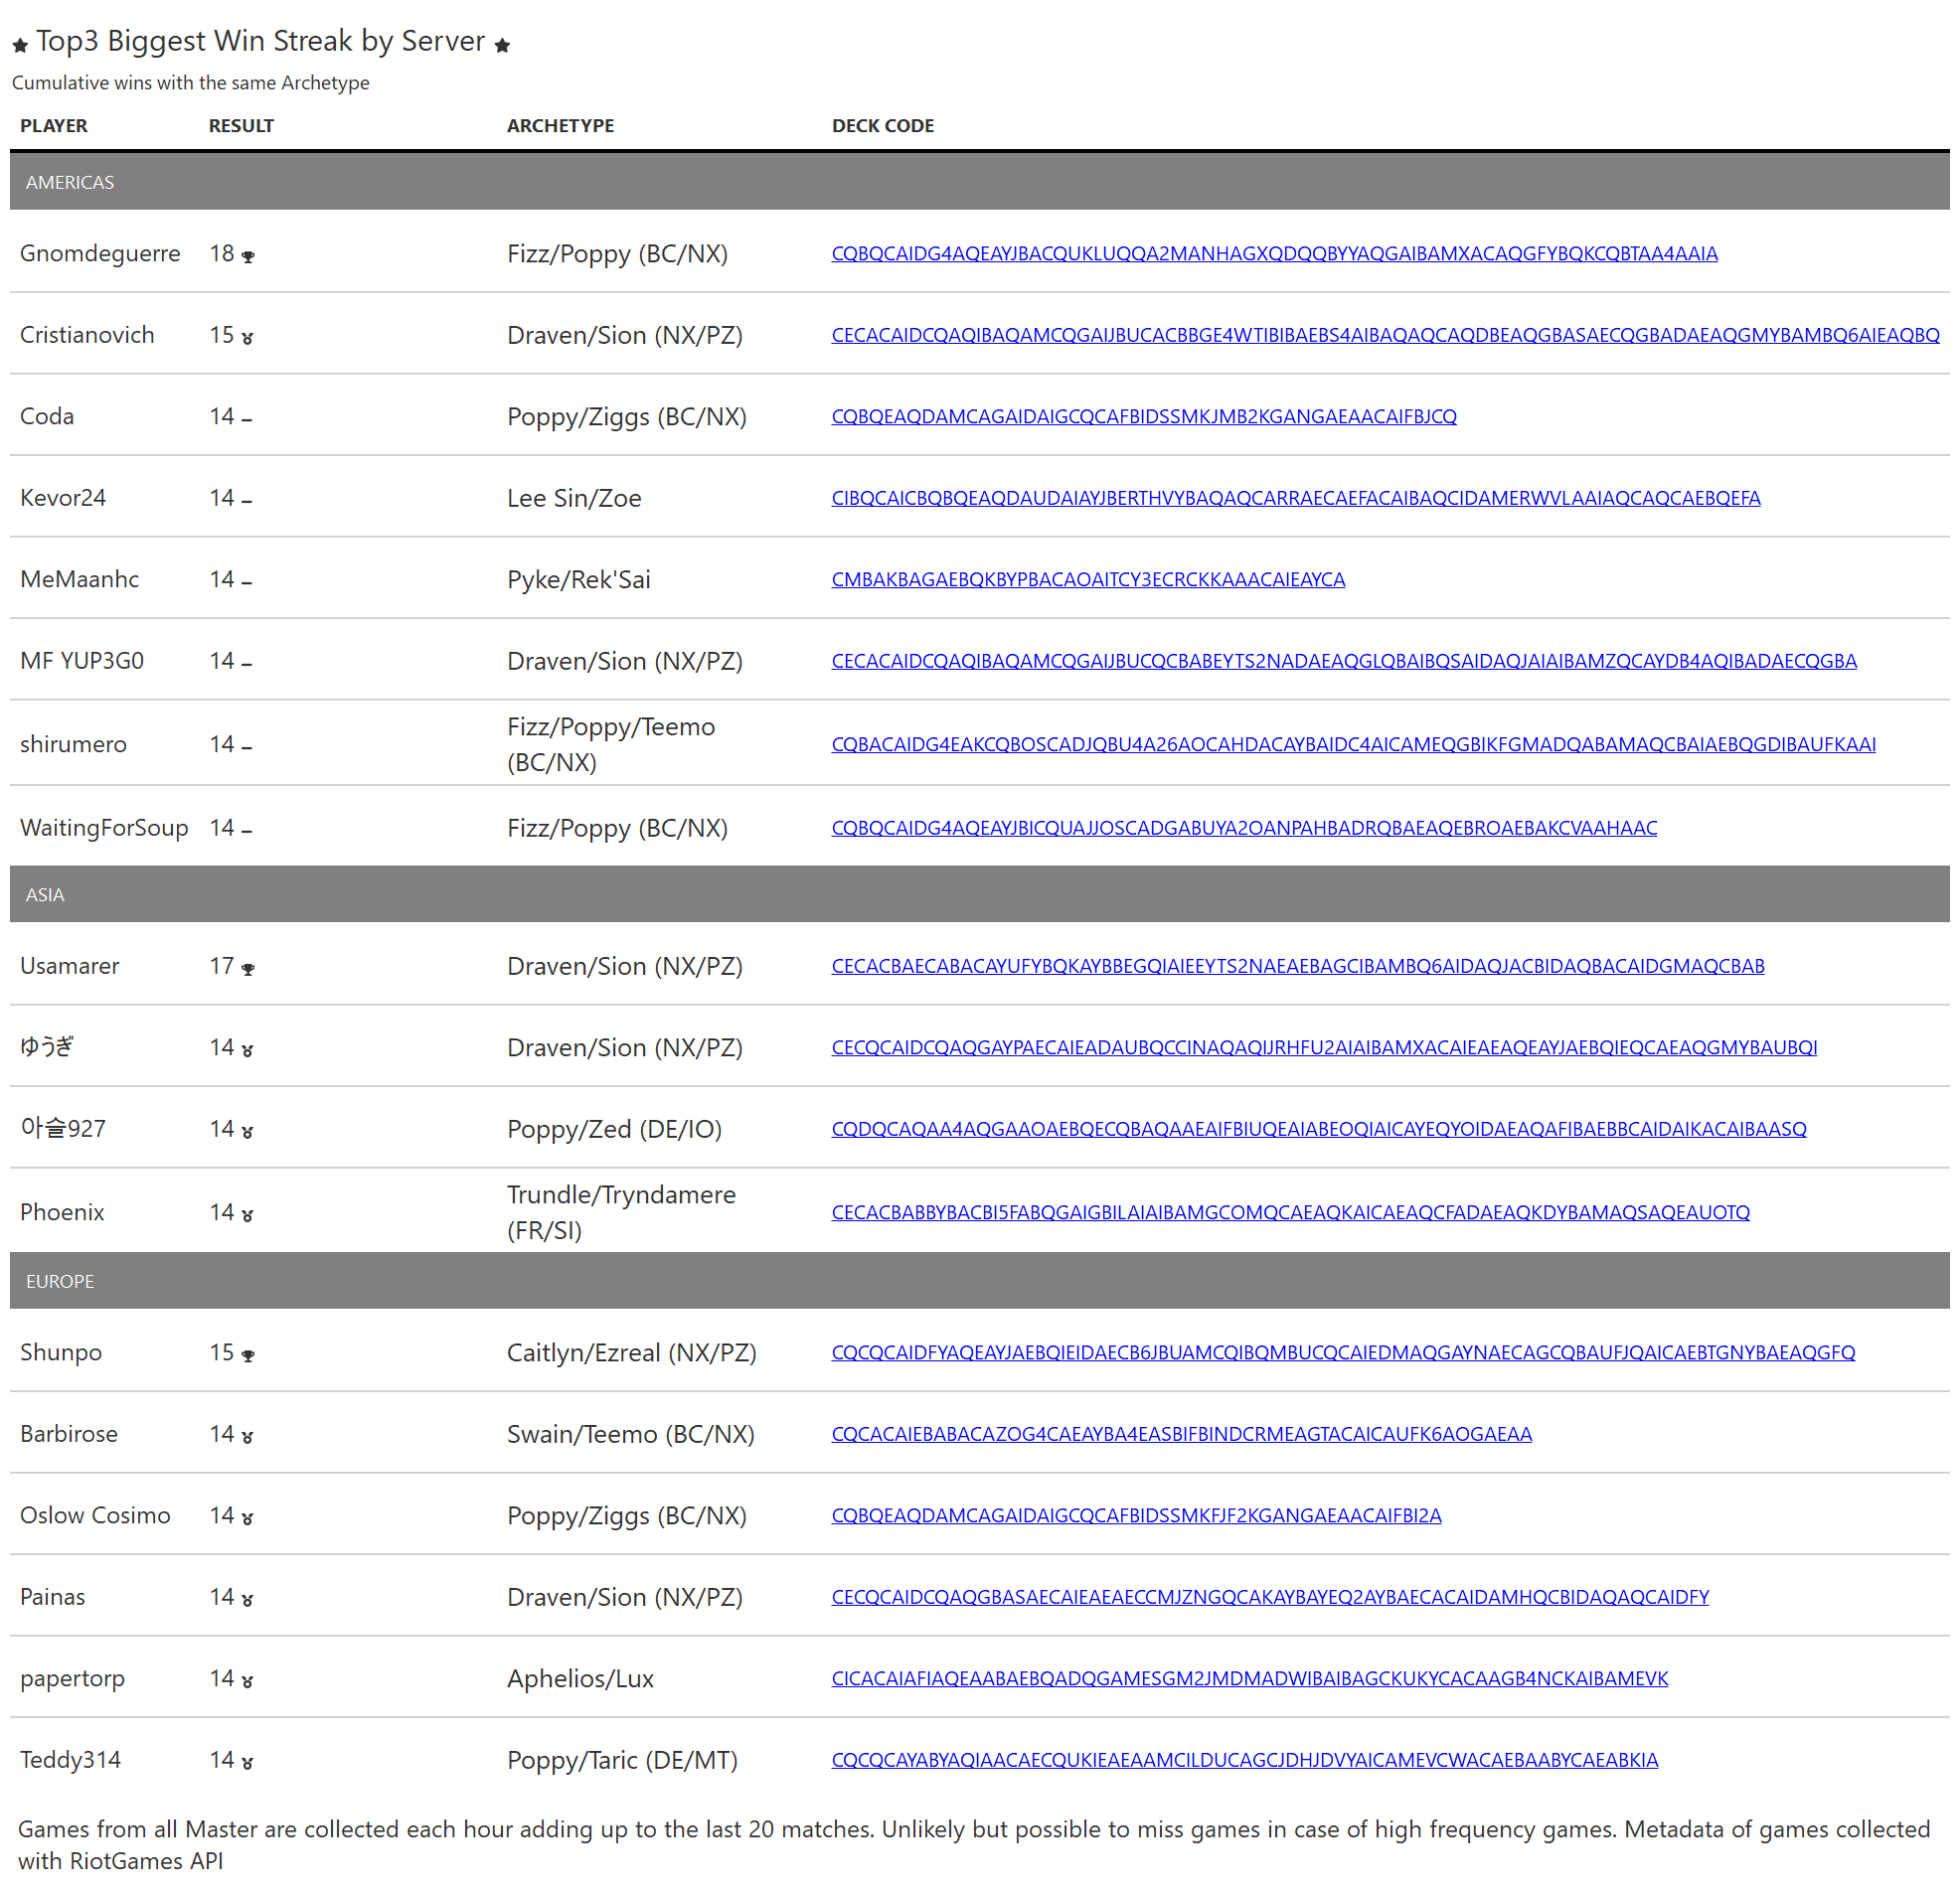 ★ Top3 Biggest Win Streak by Server ★
Cumulative wins with the same Archetype
PLAYER RESULT ARCHETYPE DECK CODE
AMERICAS
Gnomdeguerre 18 Fizz/Poppy (BC/NX) CQBQCAIDG4AQEAYJBACQUKLUQQA2MANHAGXQDQQBYYAQGAIBAMXACAQGFYBQKCQBTAA4AAIA
Cristianovich 15 Draven/Sion (NX/PZ) CECACAIDCQAQIBAQAMCQGAIJBUCACBBGE4WTIBIBAEBS4AIBAQAQCAQDBEAQGBASAECQGBADAEAQGMYBAMBQ6AIEAQBQ
Coda 14 – Poppy/Ziggs (BC/NX) CQBQEAQDAMCAGAIDAIGCQCAFBIDSSMKJMB2KGANGAEAACAIFBJCQ
Kevor24 14 – Lee Sin/Zoe CIBQCAICBQBQEAQDAUDAIAYJBERTHVYBAQAQCARRAECAEFACAIBAQCIDAMERWVLAAIAQCAQCAEBQEFA
MeMaanhc 14 – Pyke/Rek'Sai CMBAKBAGAEBQKBYPBACAOAITCY3ECRCKKAAACAIEAYCA
MF YUP3G0 14 – Draven/Sion (NX/PZ) CECACAIDCQAQIBAQAMCQGAIJBUCQCBABEYTS2NADAEAQGLQBAIBQSAIDAQJAIAIBAMZQCAYDB4AQIBADAECQGBA
shirumero 14 – Fizz/Poppy/Teemo (BC/NX) CQBACAIDG4EAKCQBOSCADJQBU4A26AOCAHDACAYBAIDC4AICAMEQGBIKFGMADQABAMAQCBAIAEBQGDIBAUFKAAI
WaitingForSoup 14 – Fizz/Poppy (BC/NX) CQBQCAIDG4AQEAYJBICQUAJJOSCADGABUYA2OANPAHBADRQBAEAQEBROAEBAKCVAAHAAC
ASIA
Usamarer 17 Draven/Sion (NX/PZ) CECACBAECABACAYUFYBQKAYBBEGQIAIEEYTS2NAEAEBAGCIBAMBQ6AIDAQJACBIDAQBACAIDGMAQCBAB
ゆうぎ 14 Draven/Sion (NX/PZ) CECQCAIDCQAQGAYPAECAIEADAUBQCCINAQAQIJRHFU2AIAIBAMXACAIEAEAQEAYJAEBQIEQCAEAQGMYBAUBQI
아슬927 14 Poppy/Zed (DE/IO) CQDQCAQAA4AQGAAOAEBQECQBAQAAEAIFBIUQEAIABEOQIAICAYEQYOIDAEAQAFIBAEBBCAIDAIKACAIBAASQ
Phoenix 14 Trundle/Tryndamere (FR/SI) CECACBABBYBACBI5FABQGAIGBILAIAIBAMGCOMQCAEAQKAICAEAQCFADAEAQKDYBAMAQSAQEAUOTQ
EUROPE
Shunpo 15 Caitlyn/Ezreal (NX/PZ) CQCQCAIDFYAQEAYJAEBQIEIDAECB6JBUAMCQIBQMBUCQCAIEDMAQGAYNAECAGCQBAUFJQAICAEBTGNYBAEAQGFQ
Barbirose 14 Swain/Teemo (BC/NX) CQCACAIEBABACAZOG4CAEAYBA4EASBIFBINDCRMEAGTACAICAUFK6AOGAEAA
Oslow Cosimo 14 Poppy/Ziggs (BC/NX) CQBQEAQDAMCAGAIDAIGCQCAFBIDSSMKFJF2KGANGAEAACAIFBI2A
Painas 14 Draven/Sion (NX/PZ) CECQCAIDCQAQGBASAECAIEAEAECCMJZNGQCAKAYBAYEQ2AYBAECACAIDAMHQCBIDAQAQCAIDFY
papertorp 14 Aphelios/Lux CICACAIAFIAQEAABAEBQADQGAMESGM2JMDMADWIBAIBAGCKUKYCACAAGB4NCKAIBAMEVK
Teddy314 14 Poppy/Taric (DE/MT) CQCQCAYABYAQIAACAECQUKIEAEAAMCILDUCAGCJDHJDVYAICAMEVCWACAEBAABYCAEABKIA
Games from all Master are collected each hour adding up to the last 20 matches. Unlikely but possible to miss games in case of high frequency games. Metadata of games collected
with RiotGames API